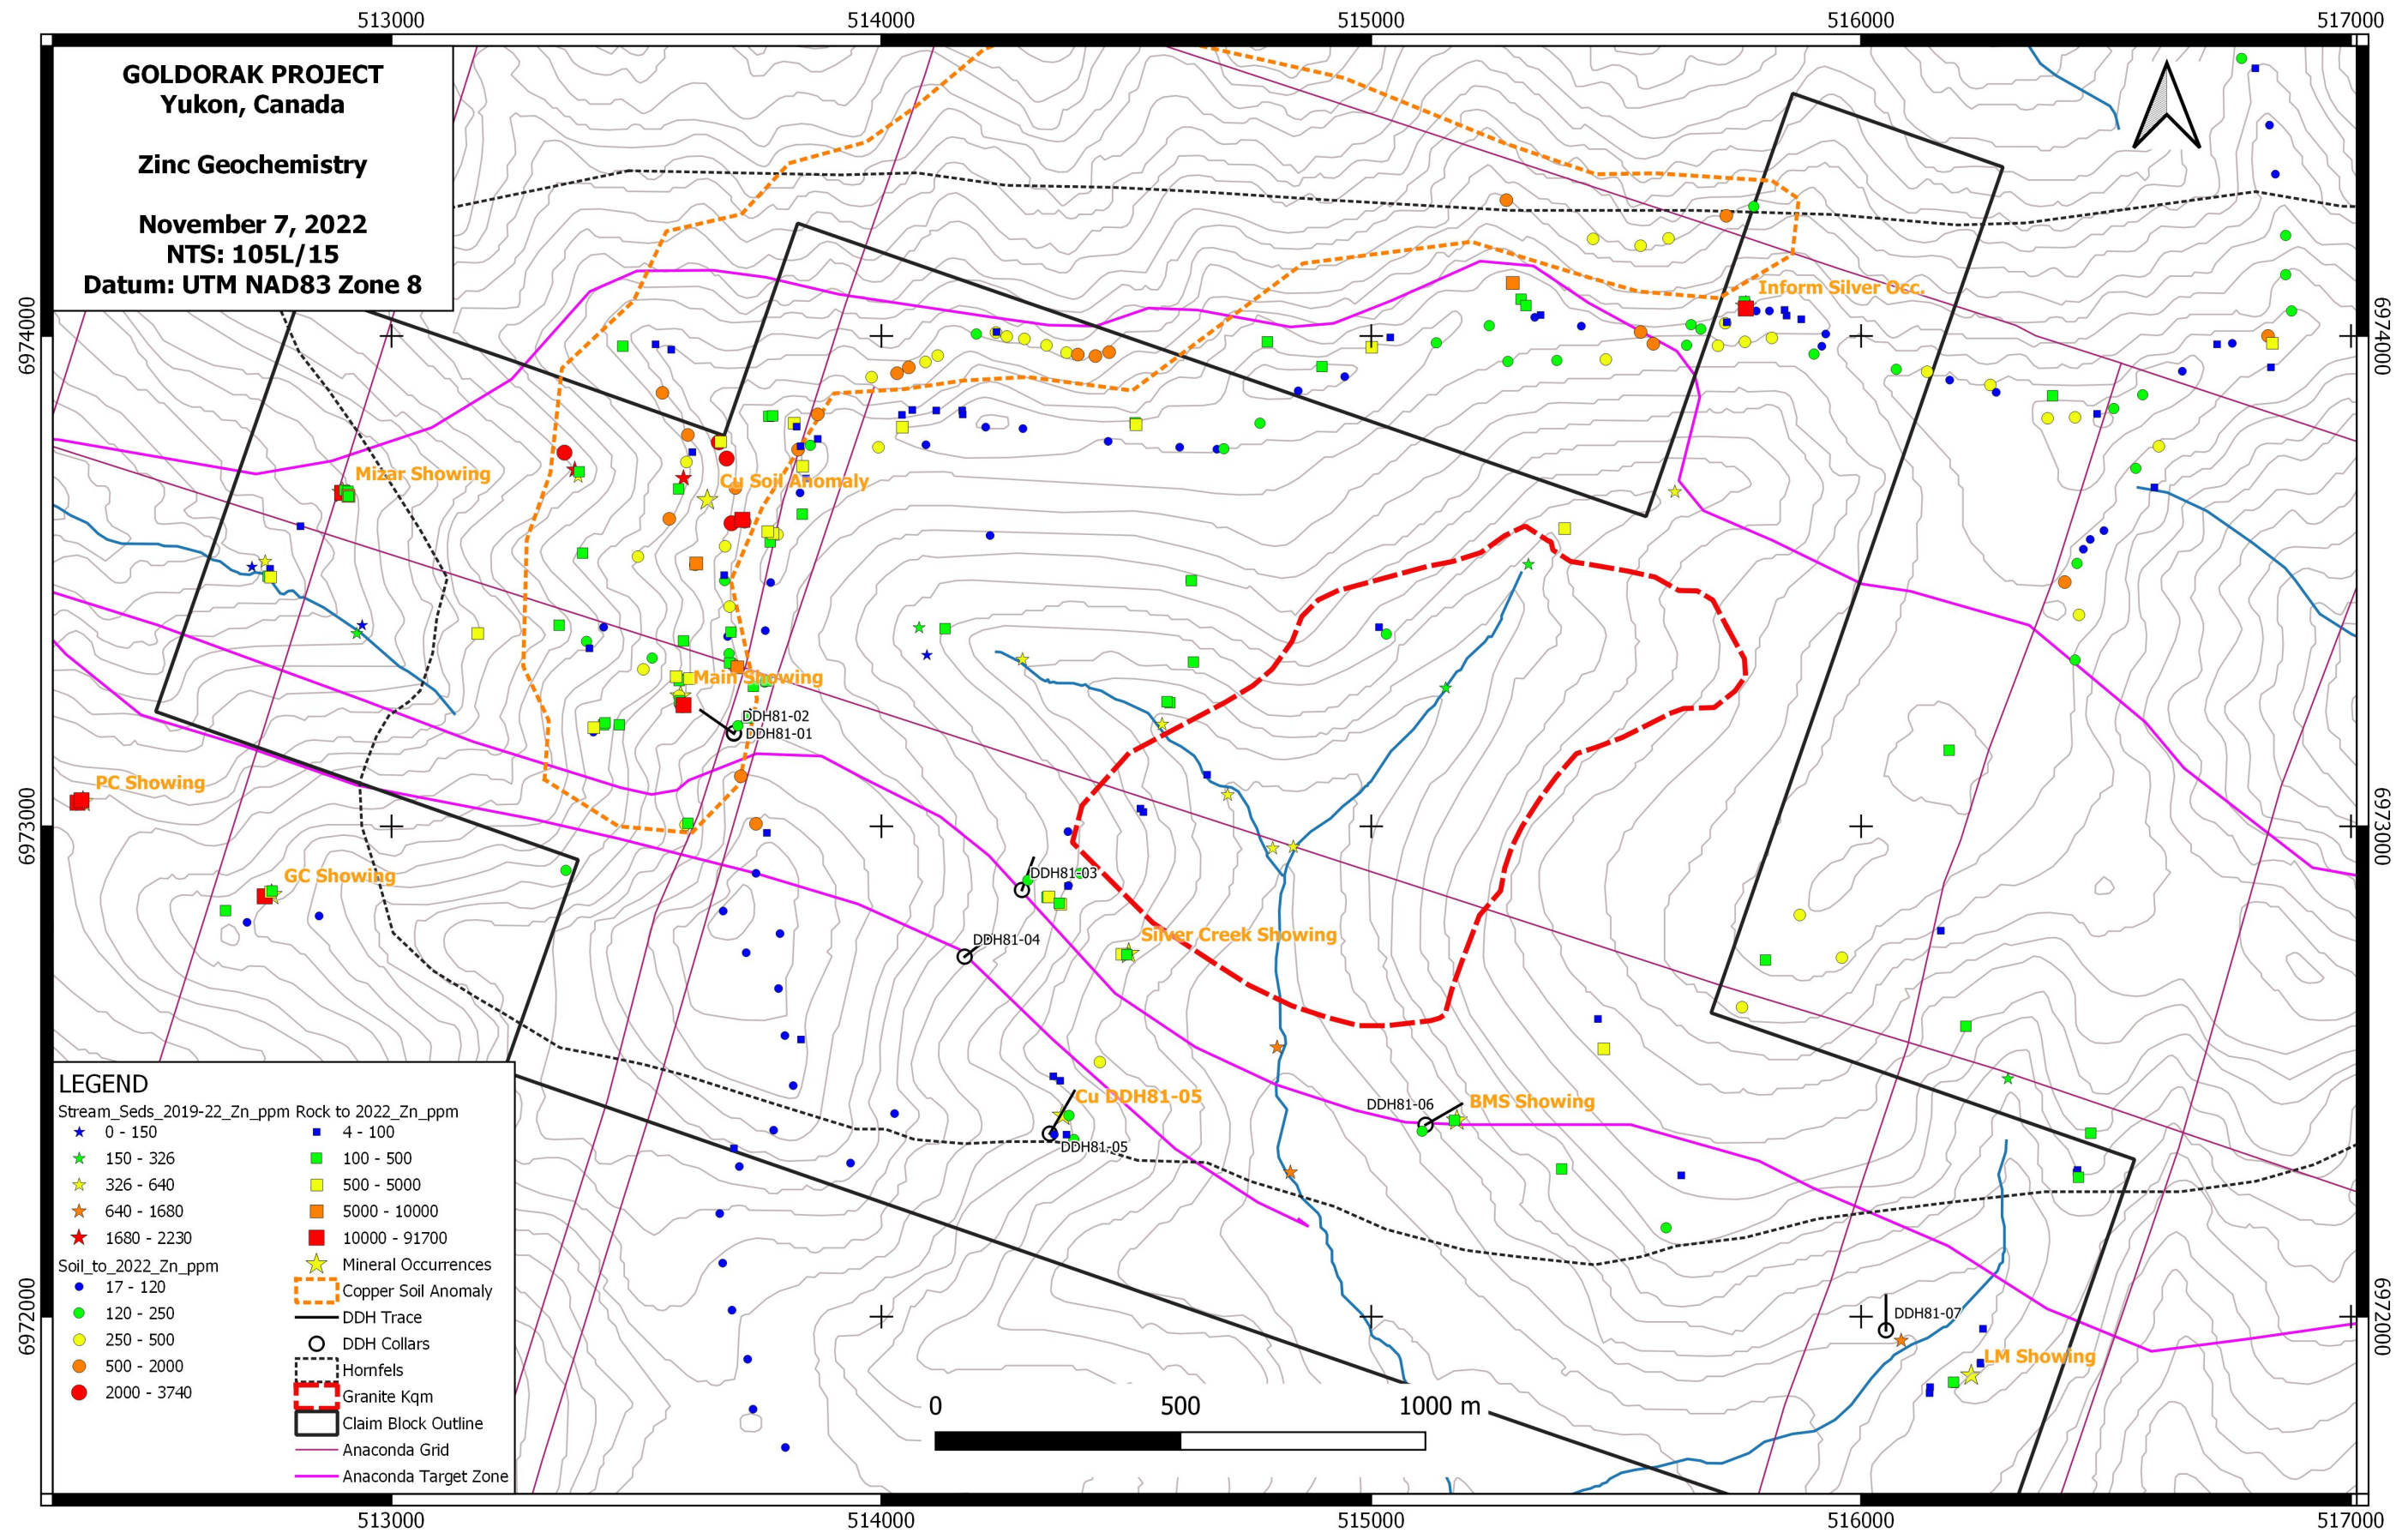 513000 514000 515000 516000 517000
GOLDORAK PROJECT
Yukon, Canada
Zinc Geochemistry
November 7, 2022
NTS: 105L/15
Datum: UTM NAD83 Zone 8
6974000
6974000
Inform Silver Occ.
Mizar Showing
Cu Soil Anomaly
Main Showing
DDH81-02
DDH81-01
PC Showing
6973000
6973000
GC Showing
DDH81-03
Silver Creek Showing
DDH81-04
Cu DDH81-05
DDH81-06
BMS Showing
DDH81-05
6972000
6972000
DDH81-07
LM Showing
LEGEND
Stream_Seds_2019-22_Zn_ppm
0 - 150
150 - 326
326 - 640
640 - 1680
1680 - 2230
Soil_to_2022_Zn_ppm
17 - 120
120 - 250
250 - 500
500 - 2000
2000 - 3740
Rock to 2022_Zn_ppm
4 - 100
100 - 500
500 - 5000
5000 - 10000
10000 - 91700
Mineral Occurrences
Copper Soil Anomaly
DDH Trace
DDH Collars
Hornfels
Granite Kqm
Claim Block Outline
Anaconda Grid
Anaconda Target Zone
0 500 1000 m
513000 514000 515000 516000 517000